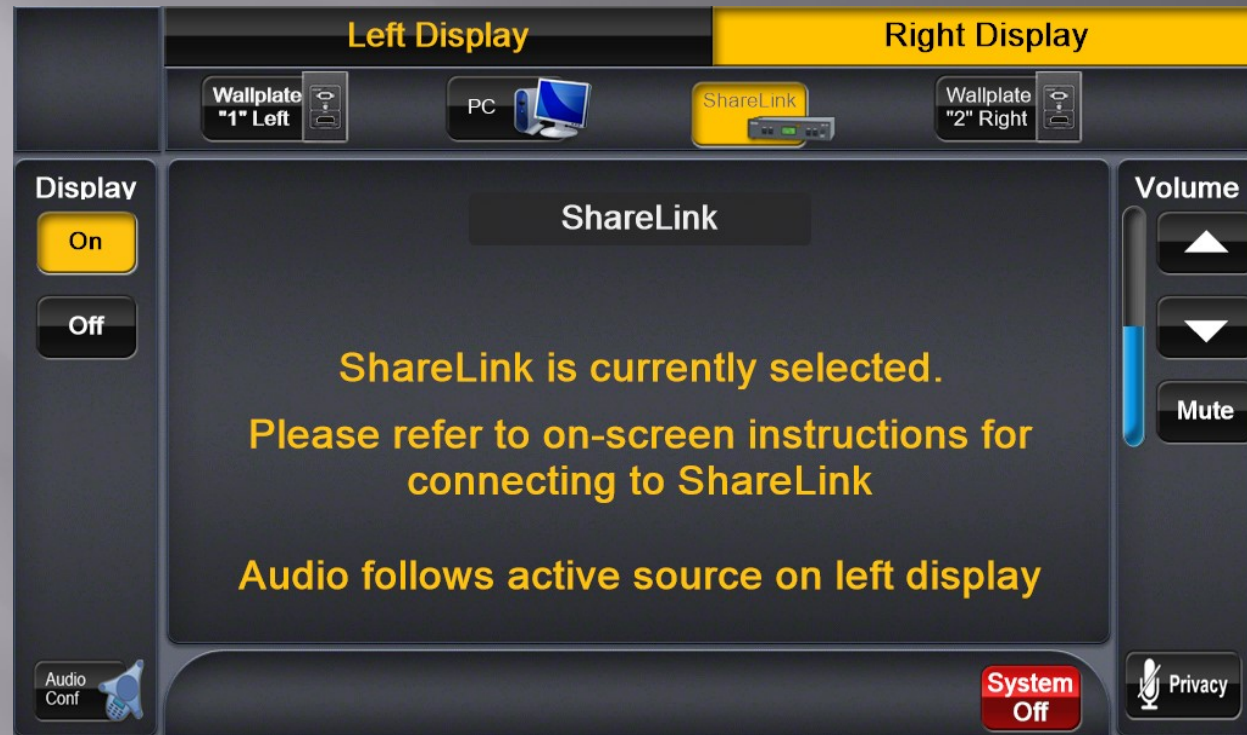 Left Display
Right Display
Wallplate
"1" Left
PC
ShareLink
Wallplate
"2" Right
Display
On
Off
ShareLink
ShareLink is currently selected.
Please refer to on-screen instructions for
connecting to ShareLink
Audio follows active source on left display
Volume
Mute
Audio
Conf
System
Off
Privacy